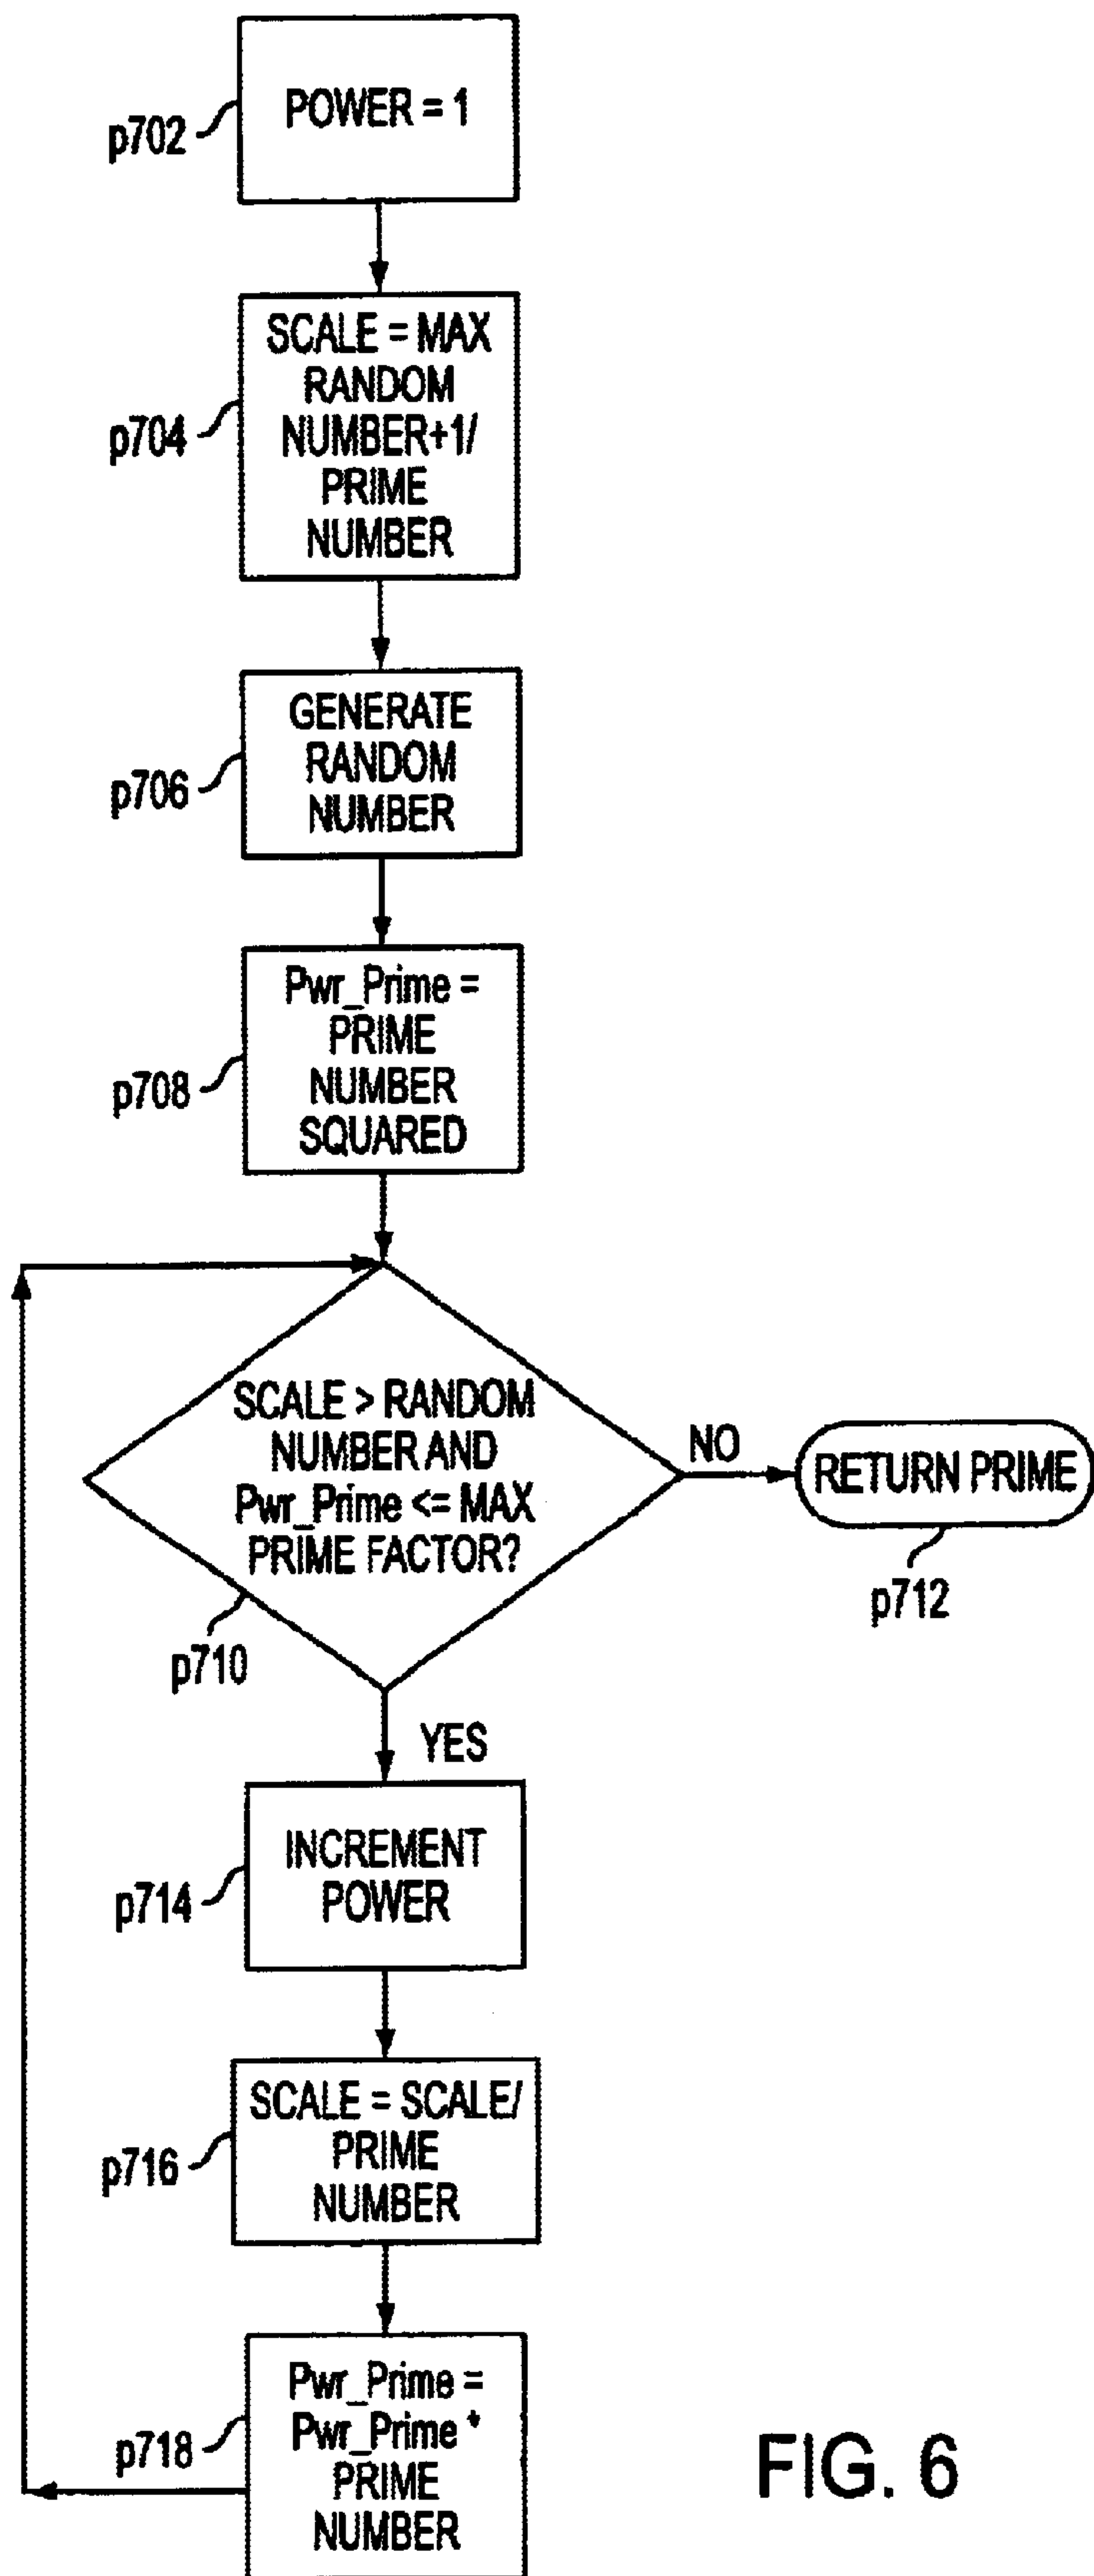 POWER = 1
p702
SCALE = MAX
RANDOM
NUMBER+1/
PRIME
NUMBER
p704
GENERATE
RANDOM
NUMBER
p706
Pwr_Prime =
PRIME
NUMBER
SQUARED
p708
SCALE > RANDOM
NUMBER AND
Pwr_Prime <= MAX
PRIME FACTOR?
p710
NO
RETURN PRIME
p712
YES
INCREMENT
POWER
p714
SCALE = SCALE/
PRIME
NUMBER
p716
Pwr_Prime =
Pwr_Prime *
PRIME
NUMBER
p718
FIG. 6